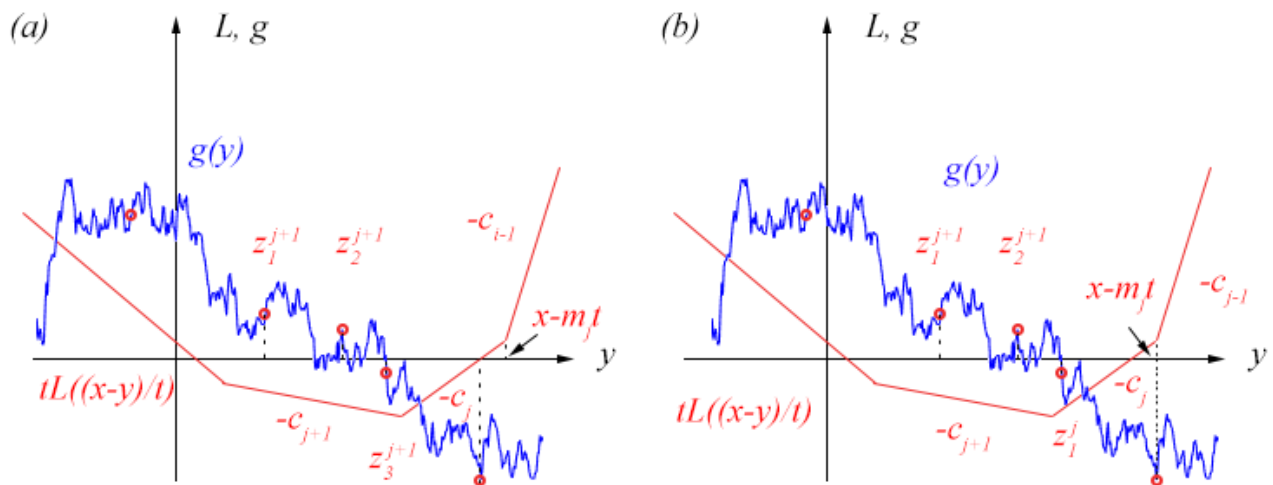 (a)
L, g
g(y)
z_1^{j+1}
z_2^{j+1}
-c_{i-1}
x-m_jt
y
tL((x-y)/t)
-c_{j+1}
-c_j
z_3^{j+1}
(b)
L, g
g(y)
z_1^{j+1}
z_2^{j+1}
x-m_jt
-c_{j-1}
y
tL((x-y)/t)
-c_{j+1}
-c_j
z_1^j